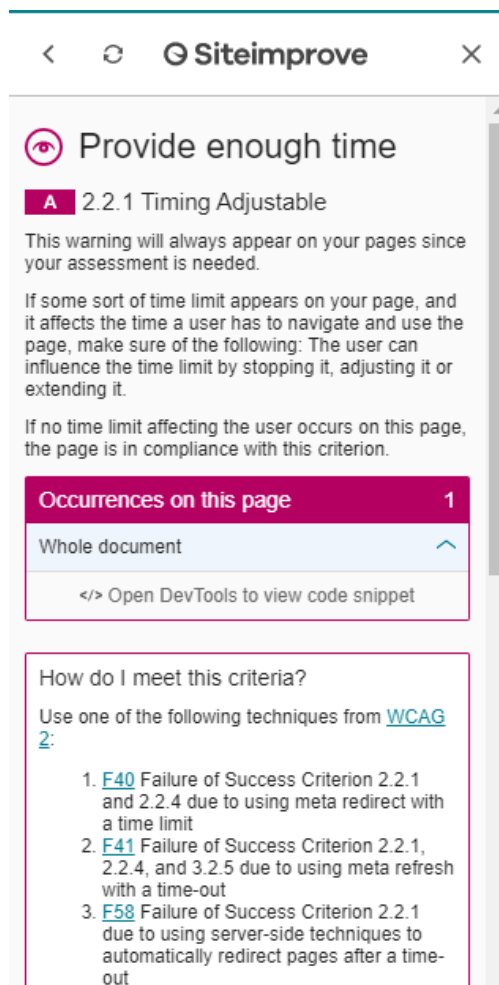 Siteimprove
Provide enough time
A 2.2.1 Timing Adjustable
This warning will always appear on your pages since
your assessment is needed.
If some sort of time limit appears on your page, and
it affects the time a user has to navigate and use the
page, make sure of the following: The user can
influence the time limit by stopping it, adjusting it or
extending it.
If no time limit affecting the user occurs on this page,
the page is in compliance with this criterion.
Occurrences on this page 1
Whole document
</> Open DevTools to view code snippet
How do I meet this criteria?
Use one of the following techniques from WCAG
2:
1. F40 Failure of Success Criterion 2.2.1
and 2.2.4 due to using meta redirect with
a time limit
2. F41 Failure of Success Criterion 2.2.1,
2.2.4, and 3.2.5 due to using meta refresh
with a time-out
3. F58 Failure of Success Criterion 2.2.1
due to using server-side techniques to
automatically redirect pages after a time-
out